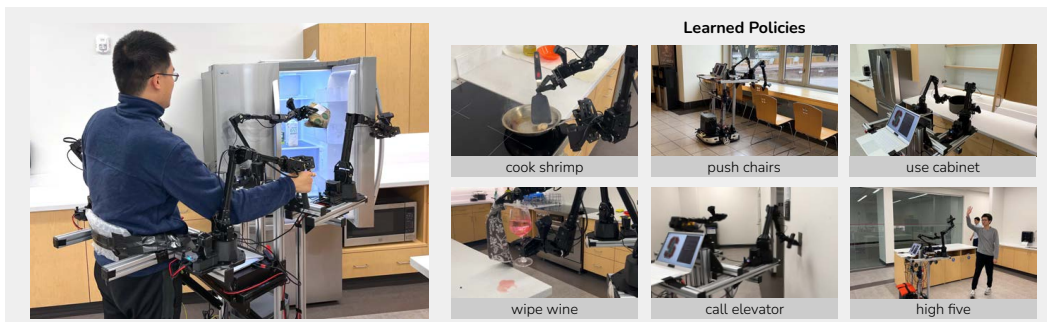 Learned Policies
cook shrimp
push chairs
use cabinet
wipe wine
call elevator
high five